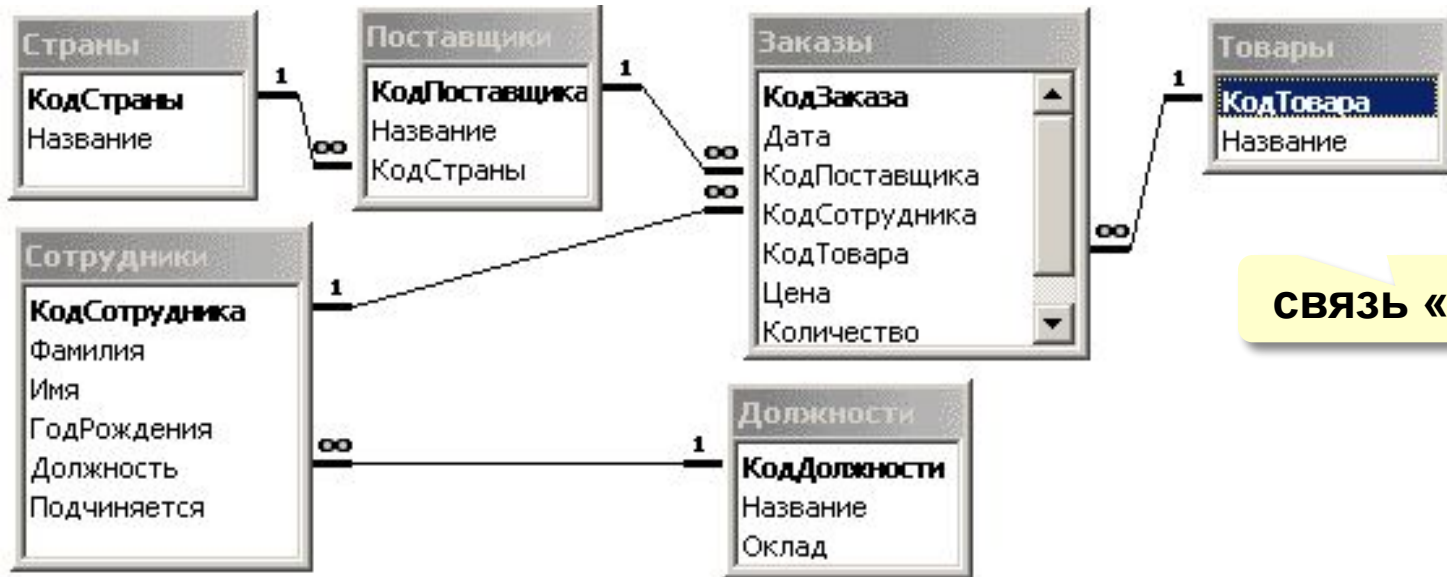 Страны
КодСтраны
Название
1
∞
Поставщики
КодПоставщика
Название
КодСтраны
1
∞
Заказы
КодЗаказа
Дата
КодПоставщика
КодСотрудника
КодТовара
Цена
Количество
∞
1
∞
Товары
КодТовара
Название
1
связь «
Сотрудники
КодСотрудника
Фамилия
Имя
ГодРождения
Должность
Подчиняется
1
∞
Должности
КодДолжности
Название
Оклад